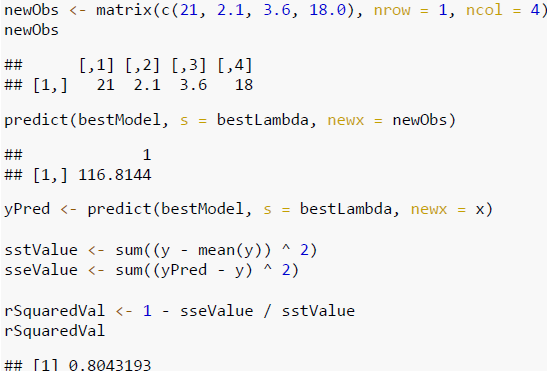 newObs <- matrix(c(21, 2.1, 3.6, 18.0), nrow = 1, ncol = 4)
newObs
##      [,1] [,2] [,3] [,4]
## [1,]   21  2.1  3.6   18
predict(bestModel, s = bestLambda, newx = newObs)
##             1
## [1,] 116.8144
yPred <- predict(bestModel, s = bestLambda, newx = x)
sstValue <- sum((y - mean(y)) ^ 2)
sseValue <- sum((yPred - y) ^ 2)
rSquaredVal <- 1 - sseValue / sstValue
rSquaredVal
## [1] 0.8043193